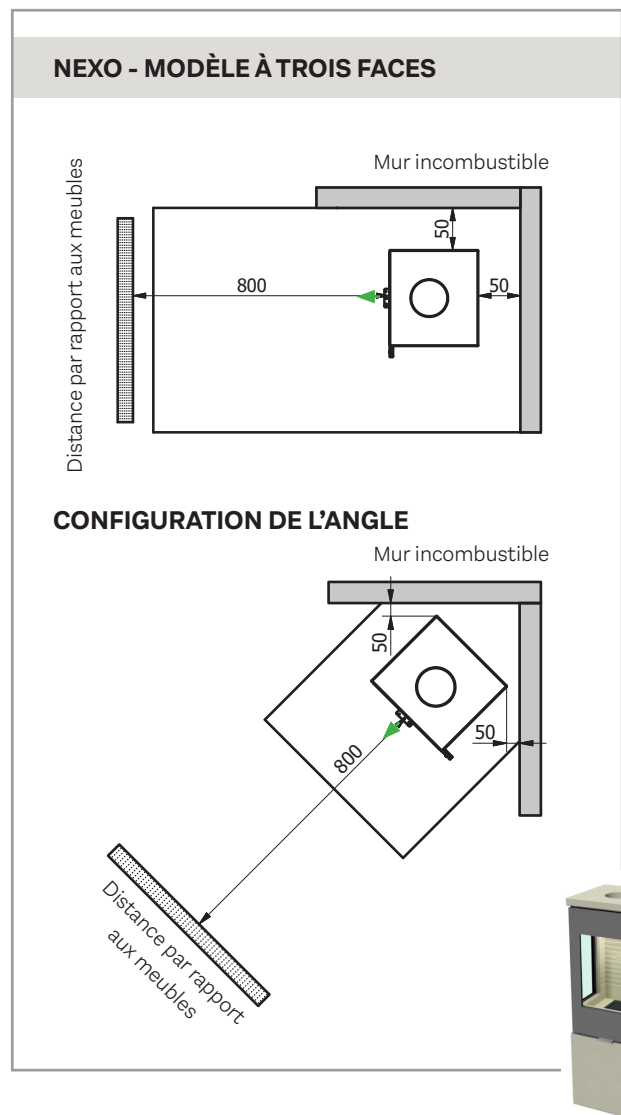 NEXO - MODÈLE À TROIS FACES
Mur incombustible
Distance par rapport aux meubles
50
800
50
CONFIGURATION DE L’ANGLE
Mur incombustible
50
50
800
Distance par rapport
aux meubles